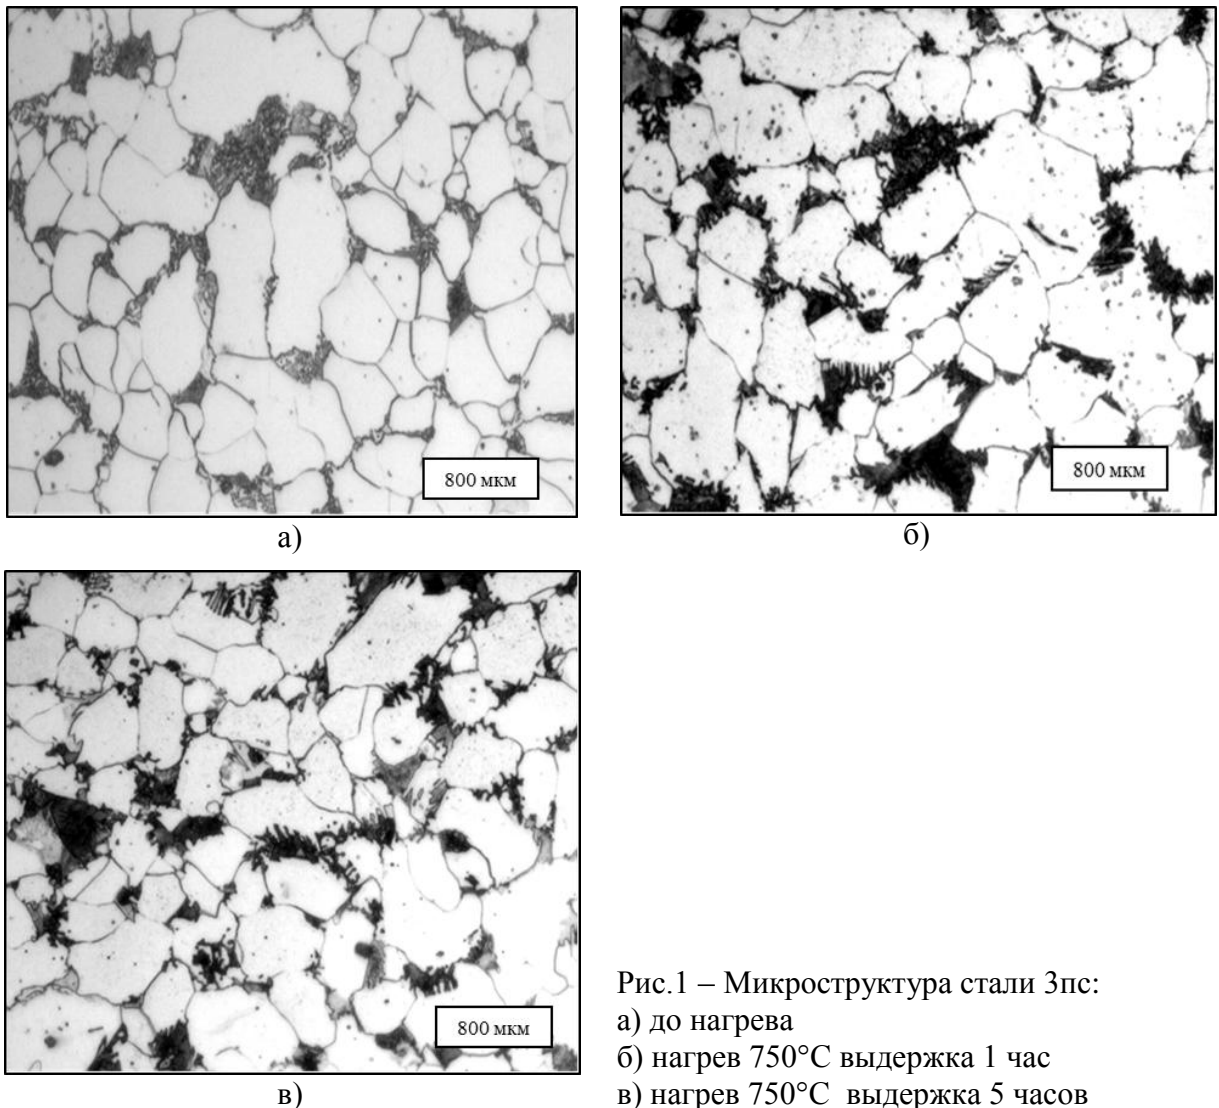 800 мкм
800 мкм
а)
б)
800 мкм
в)
Рис.1 – Микроструктура стали 3пс:
а) до нагрева
б) нагрев 750°С выдержка 1 час
в) нагрев 750°С выдержка 5 часов